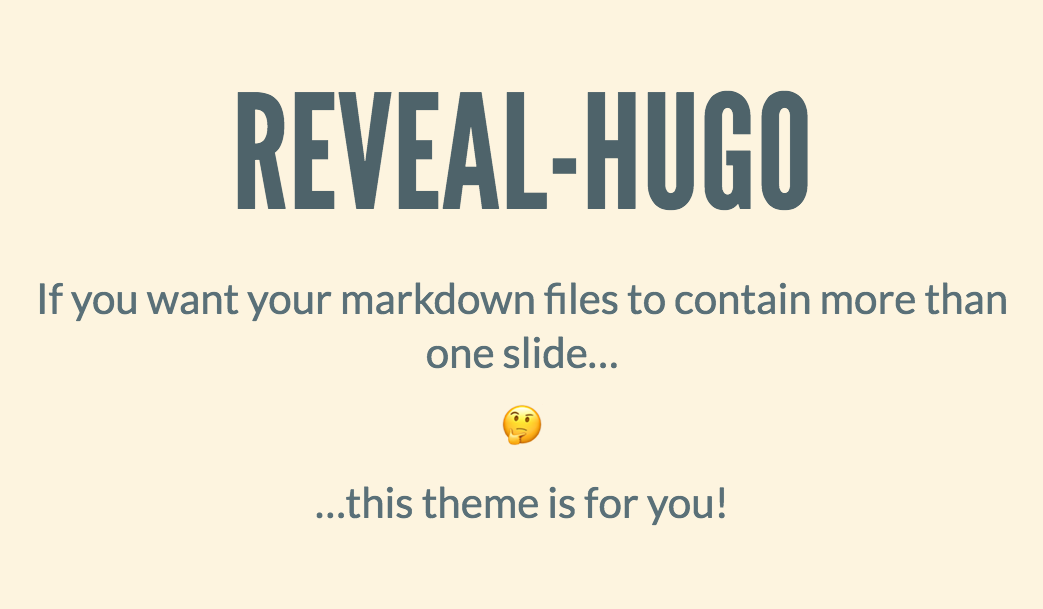 REVEAL-HUGO
If you want your markdown files to contain more than
one slide...
🤔
...this theme is for you!